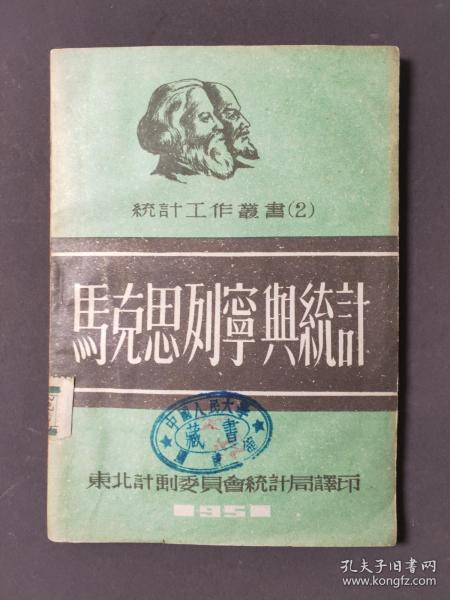 統計工作叢書(2)
馬克思列寧與統計
中國人民大學
藏書
東北計劃委員會統計局譯印
1951
孔夫子旧书网
www.kongfz.com